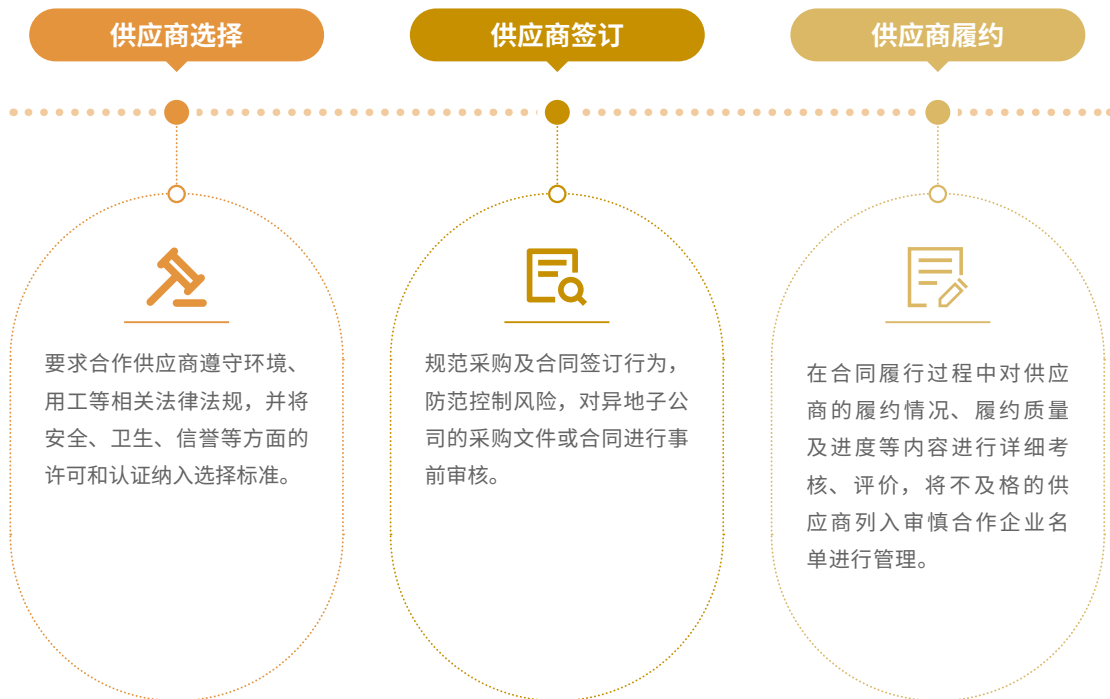 供应商选择
供应商签订
供应商履约
要求合作供应商遵守环境、
用工等相关法律法规，并将
安全、卫生、信誉等方面的
许可和认证纳入选择标准。
规范采购及合同签订行为，
防范控制风险，对异地子公
司的采购文件或合同进行事
前审核。
在合同履行过程中对供应
商的履约情况、履约质量
及进度等内容进行详细考
核、评价，将不及格的供
应商列入审慎合作企业名
单进行管理。